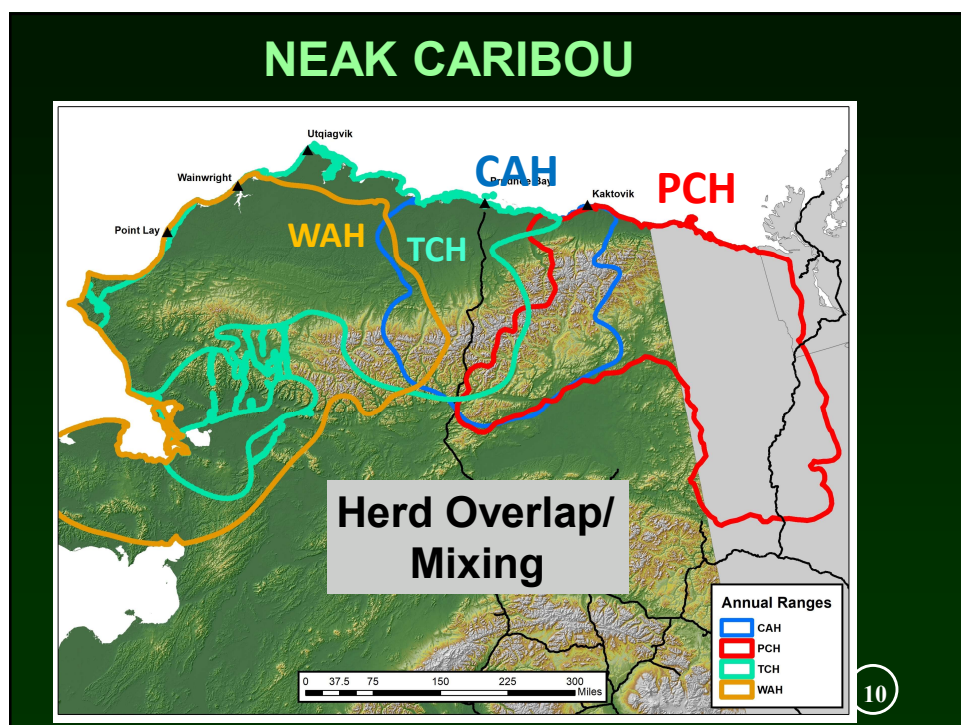 NEAK CARIBOU
Utqiagvik
Wainwright
CAH
Bay
Kaktovik
PCH
Point Lay
WAH
TCH
Herd Overlap/
Mixing
Annual Ranges
CAH
PCH
TCH
WAH
0 37.5 75 150 225 300
Miles
10